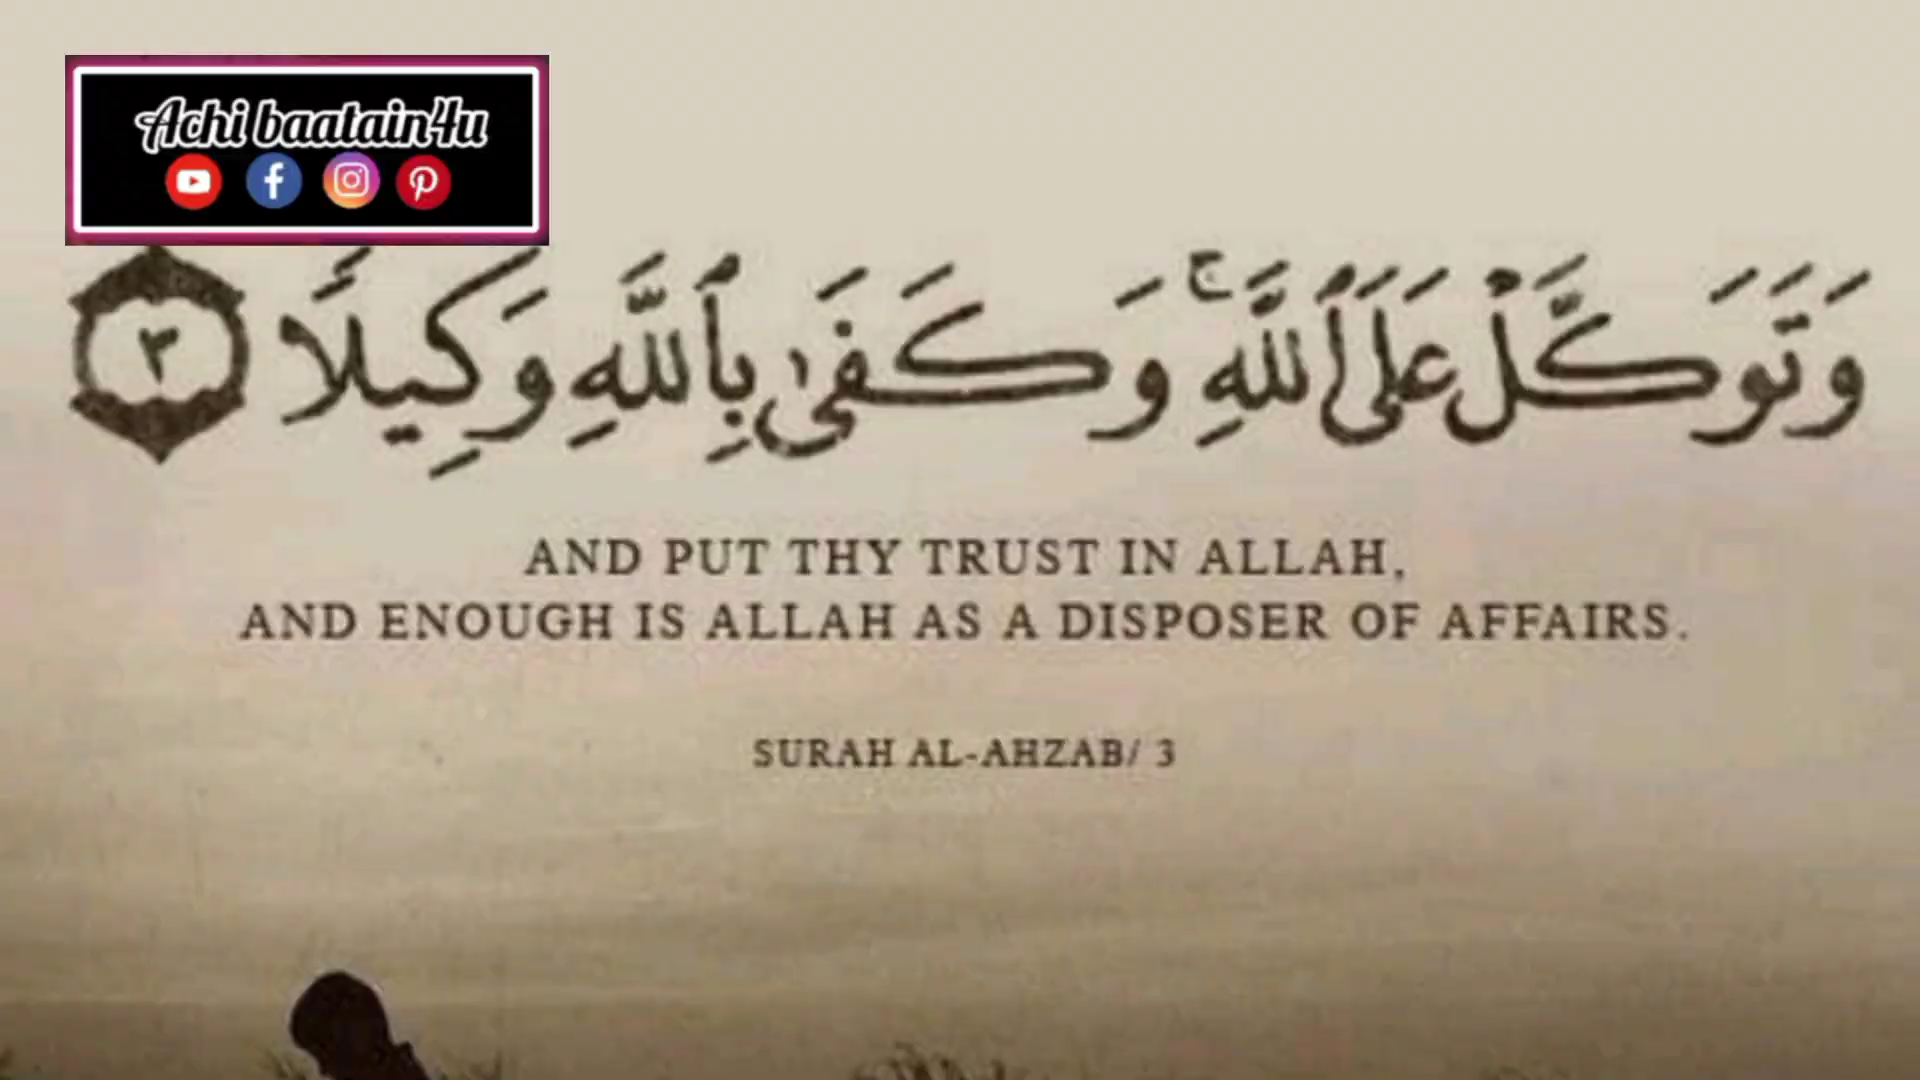 Achi baatain4u
وَتَوَكَّلْ عَلَى ٱللَّهِ ۚ وَكَفَىٰ بِٱللَّهِ وَكِيلًا ٣
AND PUT THY TRUST IN ALLAH,
AND ENOUGH IS ALLAH AS A DISPOSER OF AFFAIRS.
SURAH AL-AHZAB/ 3